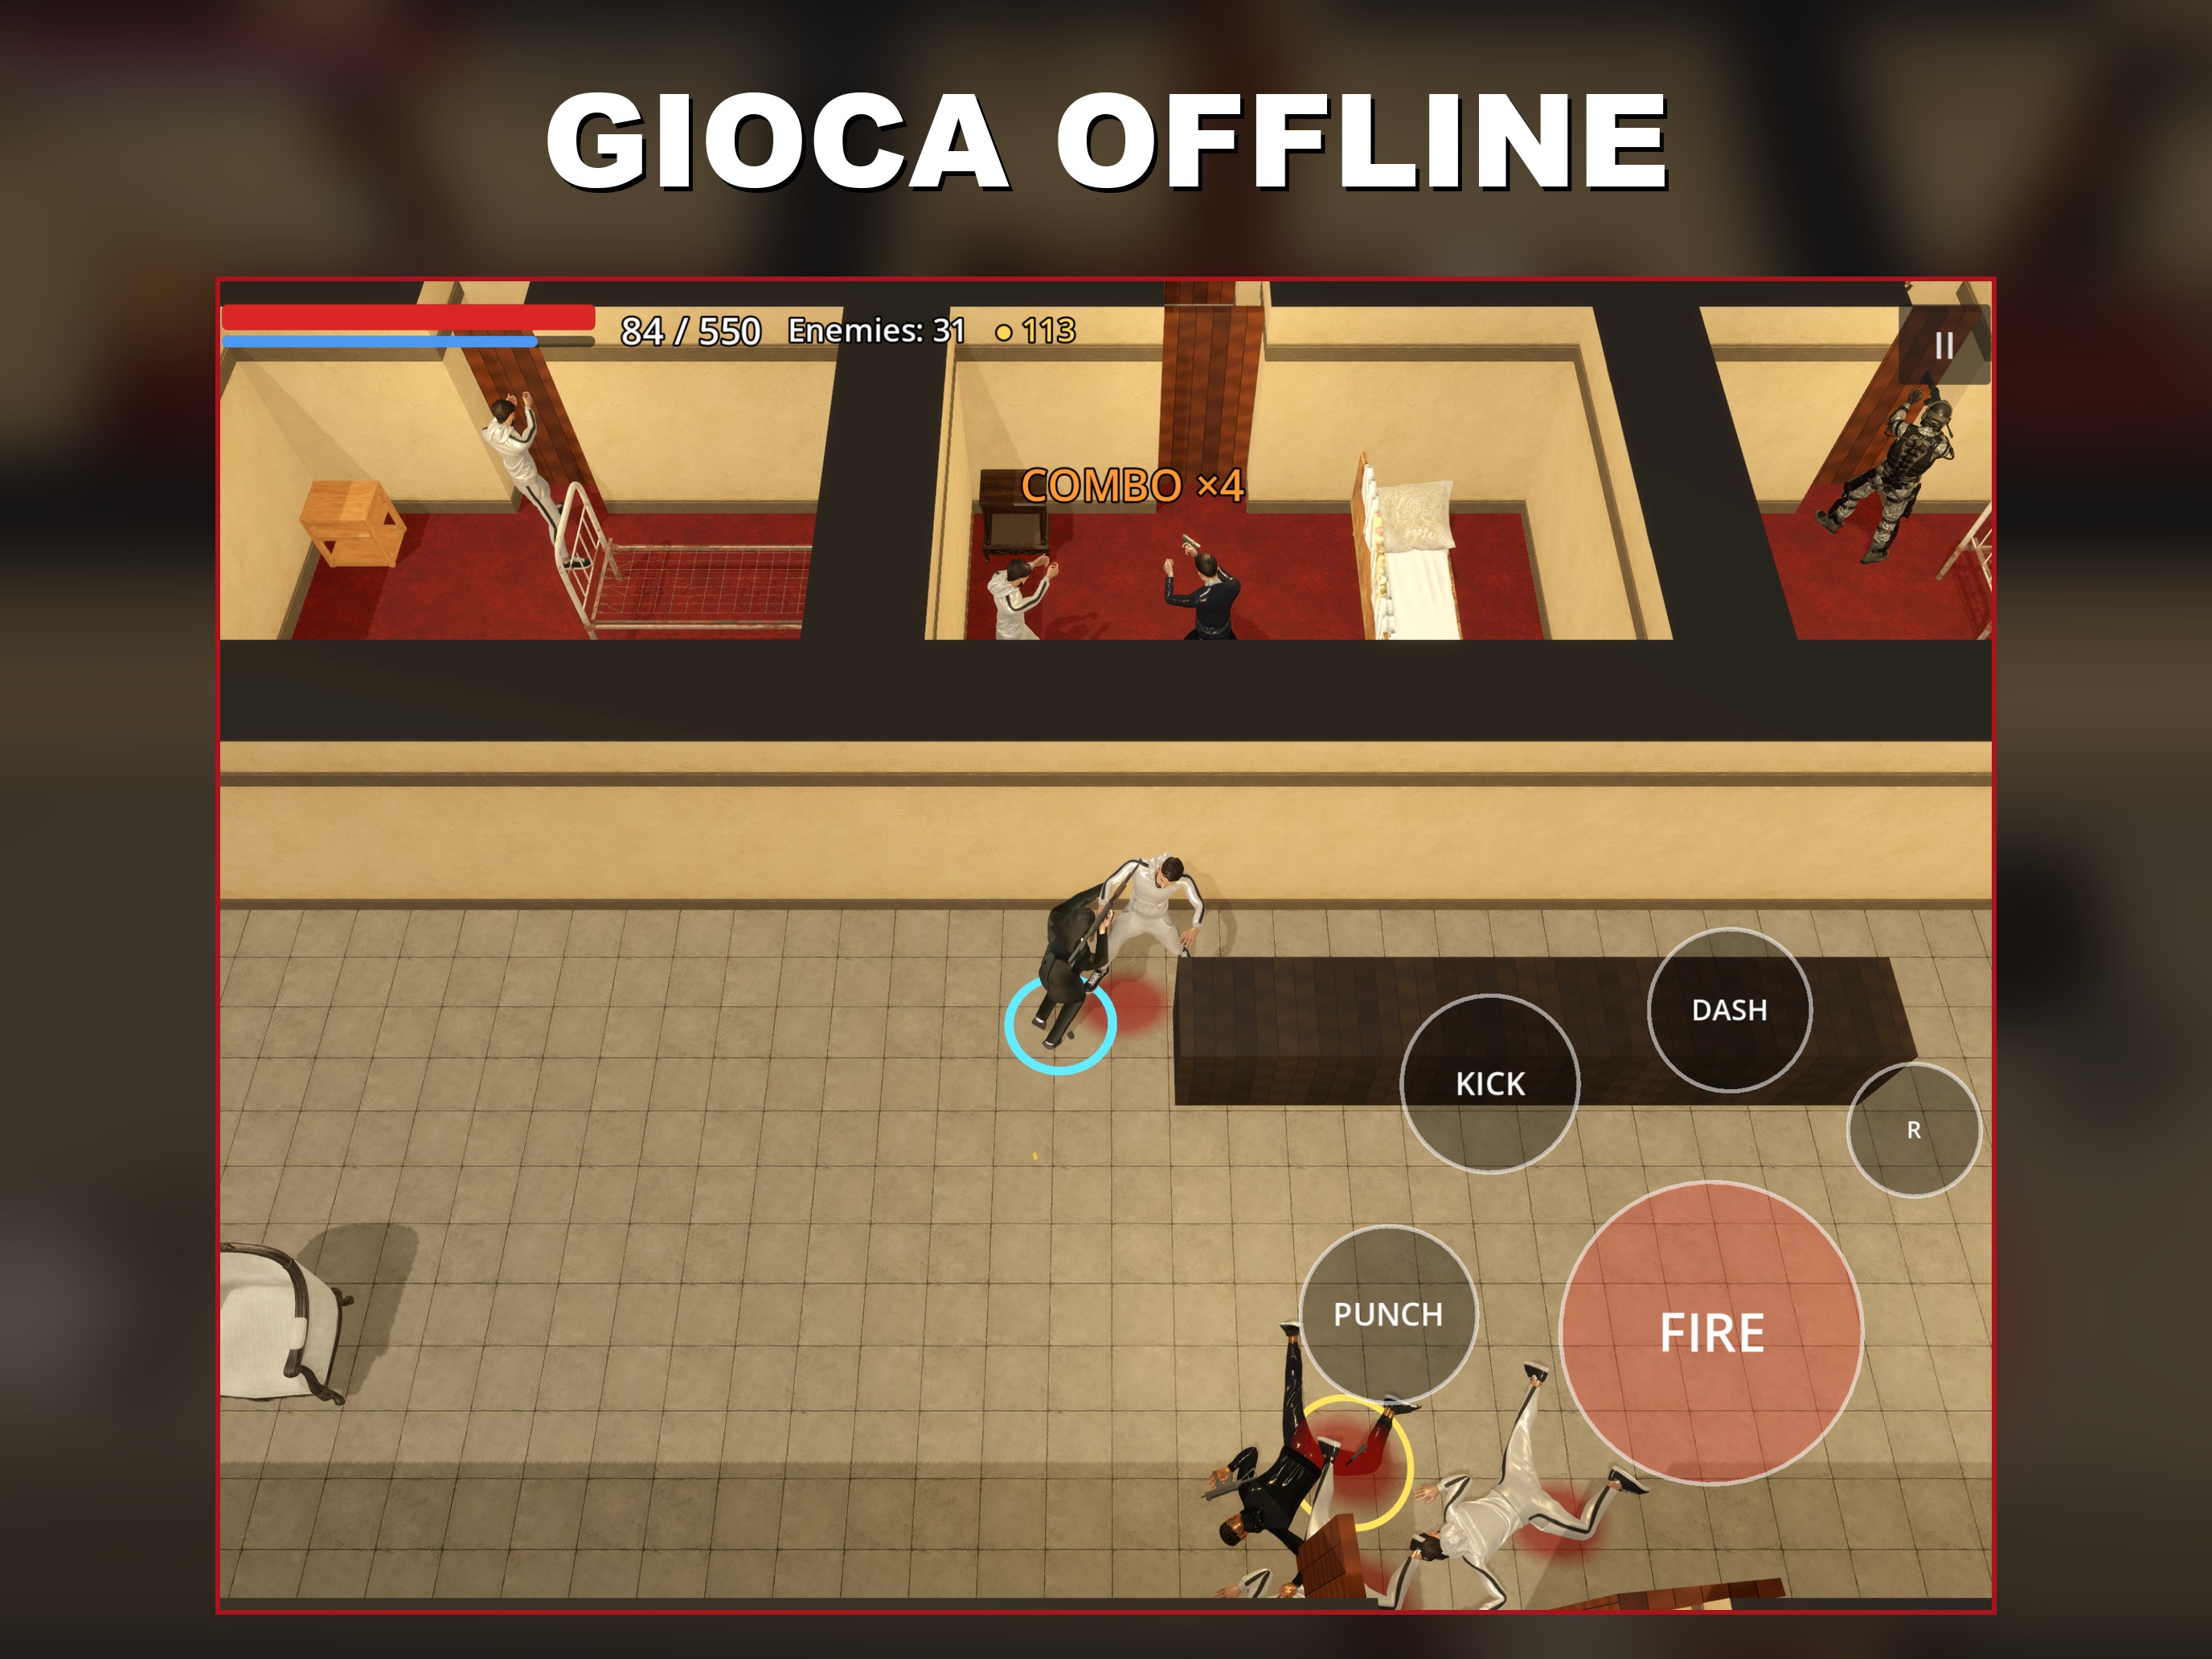 GIOCA OFFLINE
84 / 550 Enemies: 31 113
COMBO ×4
DASH
KICK
R
PUNCH
FIRE